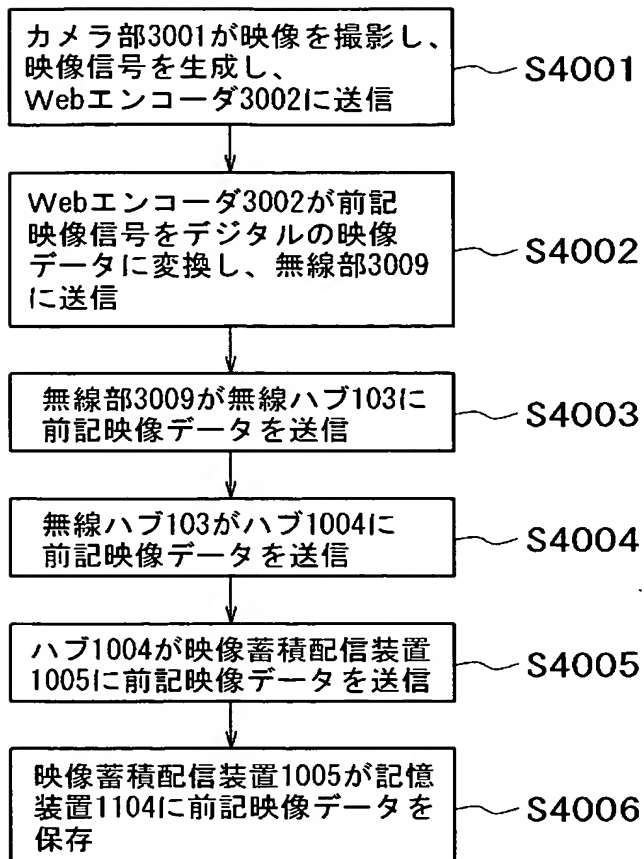 カメラ部3001が映像を撮影し、
映像信号を生成し、
Webエンコーダ3002に送信
S4001
Webエンコーダ3002が前記
映像信号をデジタルの映像
データに変換し、無線部3009
に送信
S4002
無線部3009が無線ハブ103に
前記映像データを送信
S4003
無線ハブ103がハブ1004に
前記映像データを送信
S4004
ハブ1004が映像蓄積配信装置
1005に前記映像データを送信
S4005
映像蓄積配信装置1005が記憶
装置1104に前記映像データを
保存
S4006